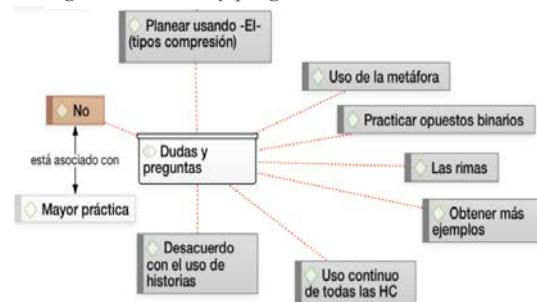 Planear usando -EI-
(tipos compresión)
Uso de la metáfora
No
Practicar opuestos binarios
Dudas y
preguntas
está asociado con
Las rimas
Mayor práctica
Obtener más
ejemplos
Desacuerdo
con el uso de
historias
Uso continuo
de todas las HC